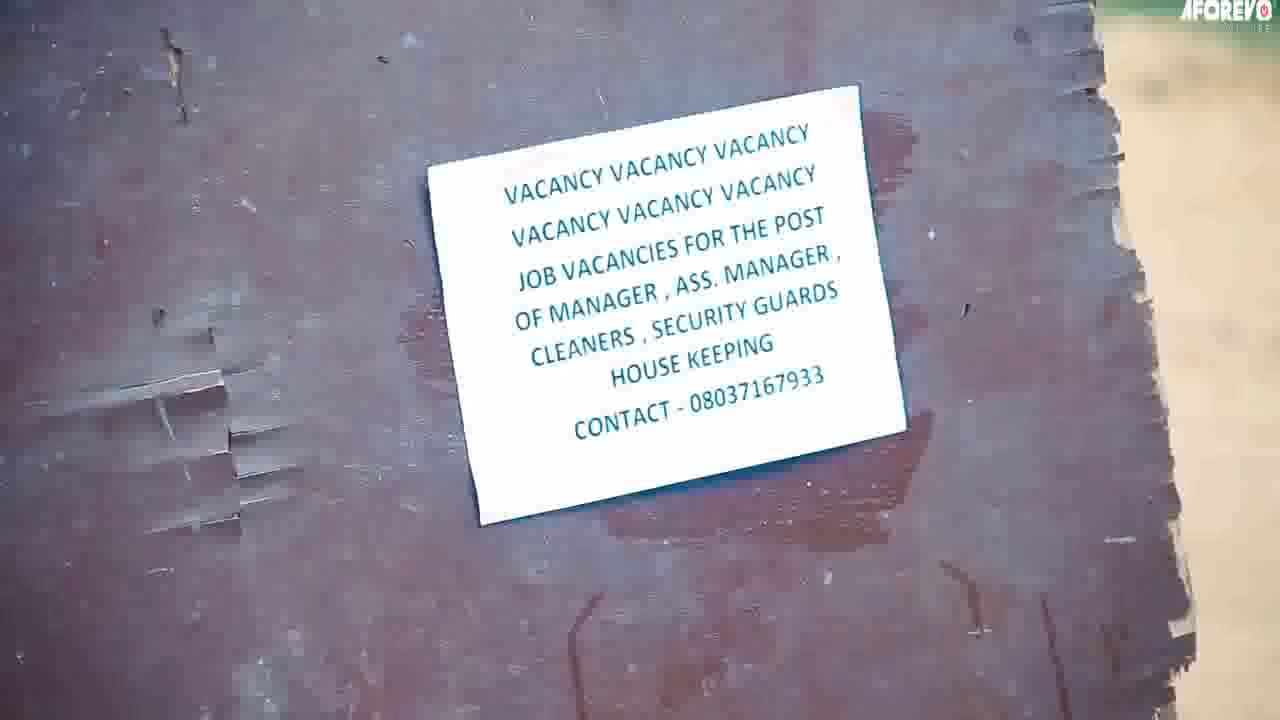 AFOREVO
VACANCY VACANCY VACANCY
VACANCY VACANCY VACANCY
JOB VACANCIES FOR THE POST
OF MANAGER , ASS. MANAGER ,
CLEANERS , SECURITY GUARDS
HOUSE KEEPING
CONTACT - 08037167933